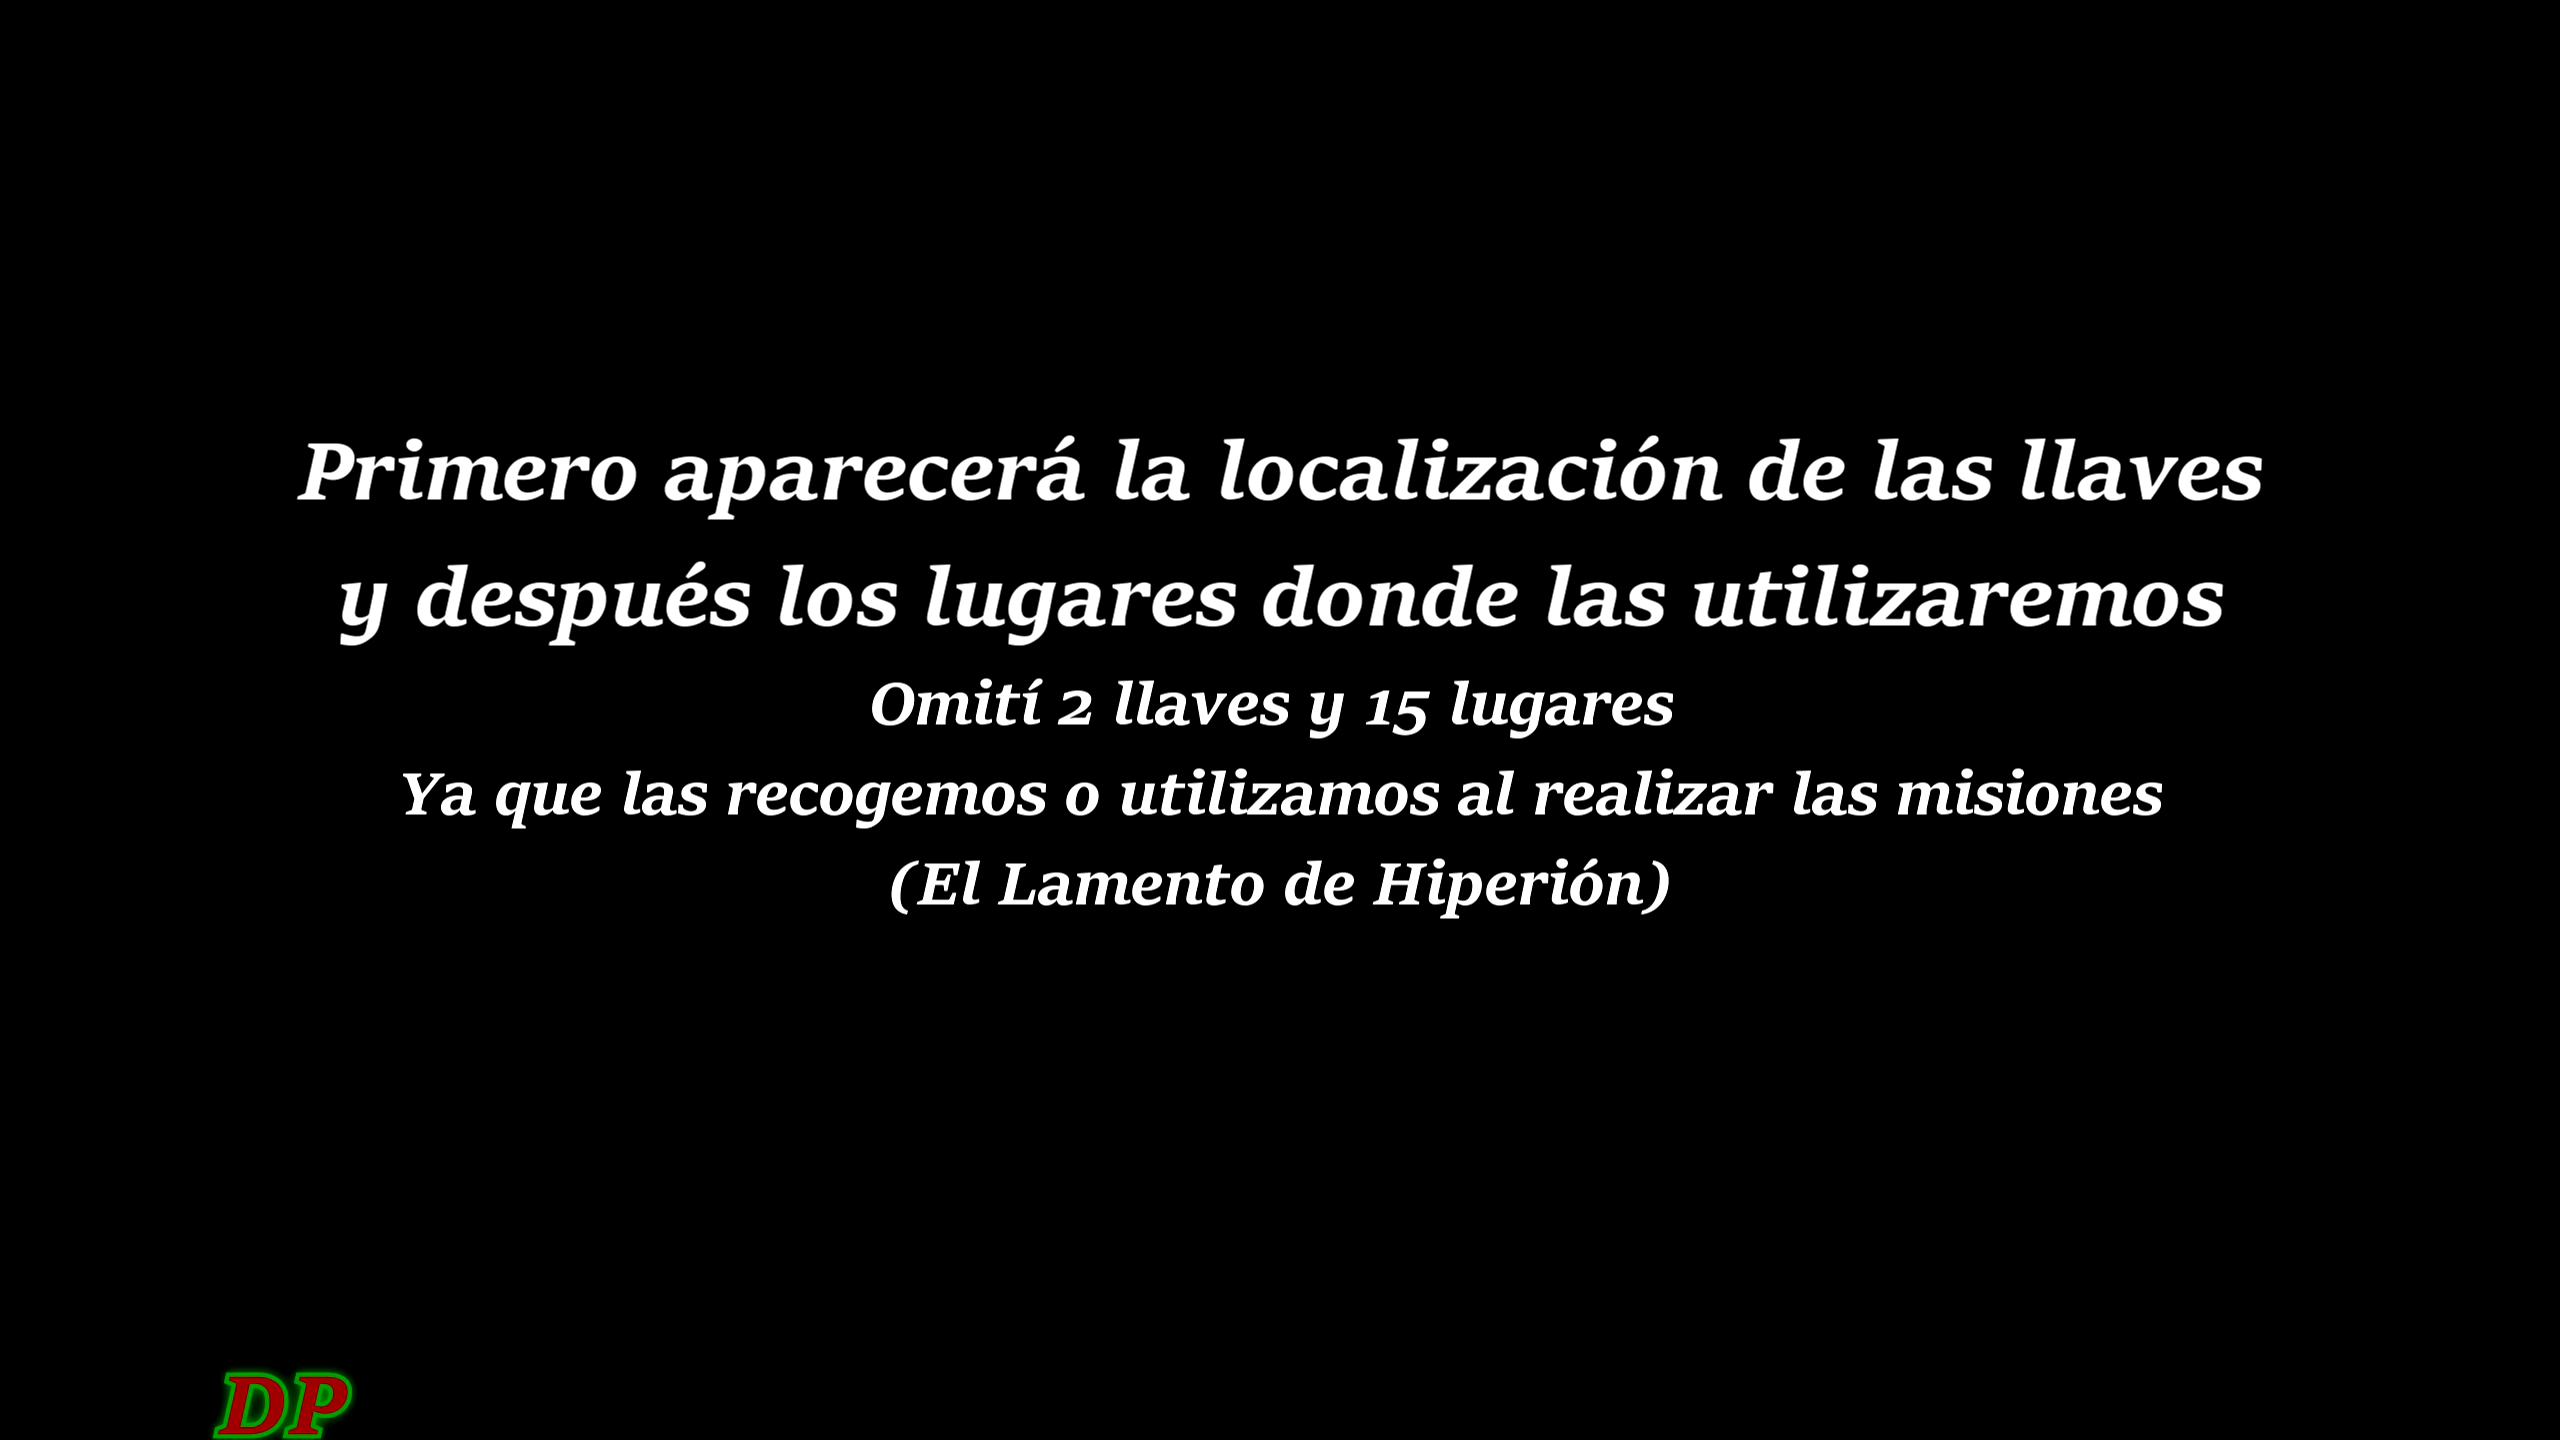 Primero aparecerá la localización de las llaves
y después los lugares donde las utilizaremos
Omití 2 llaves y 15 lugares
Ya que las recogemos o utilizamos al realizar las misiones
(El Lamento de Hiperión)
DP